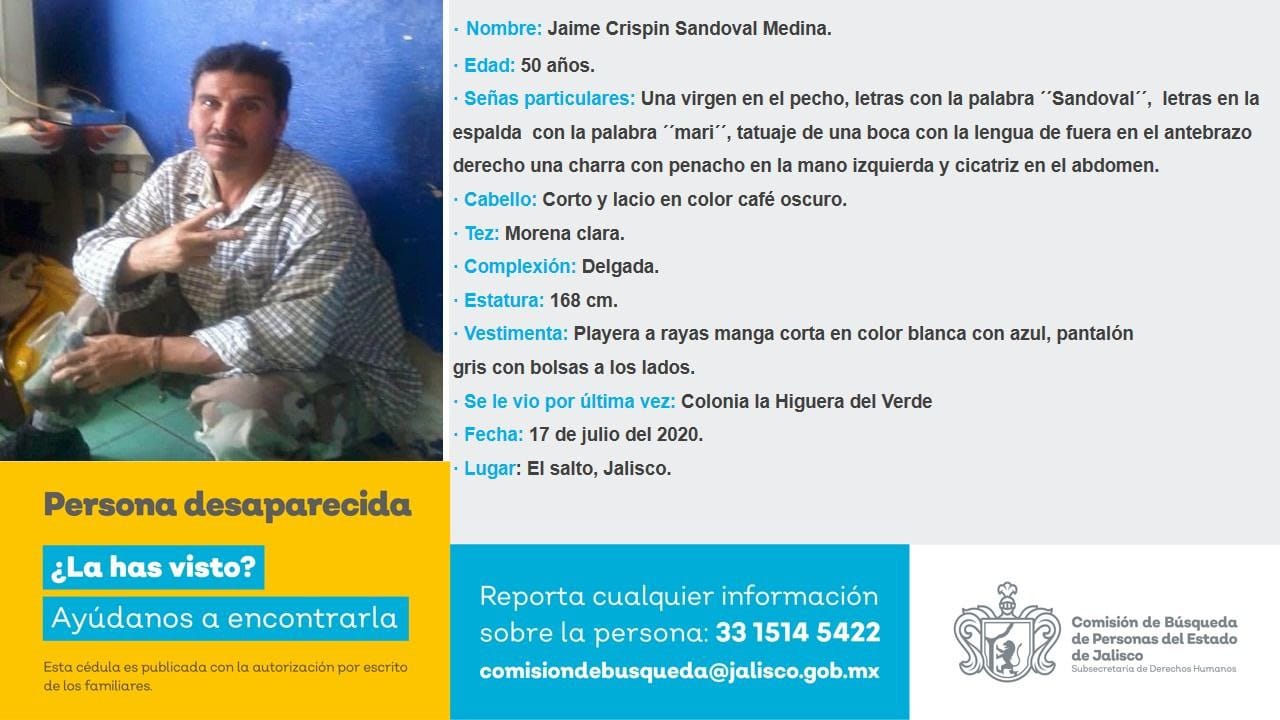 · Nombre: Jaime Crispin Sandoval Medina.
· Edad: 50 años.
· Señas particulares: Una virgen en el pecho, letras con la palabra ´´Sandoval´´,  letras en la
espalda  con la palabra ´´mari´´, tatuaje de una boca con la lengua de fuera en el antebrazo
derecho una charra con penacho en la mano izquierda y cicatriz en el abdomen.
· Cabello: Corto y lacio en color café oscuro.
· Tez: Morena clara.
· Complexión: Delgada.
· Estatura: 168 cm.
· Vestimenta: Playera a rayas manga corta en color blanca con azul, pantalón
gris con bolsas a los lados.
· Se le vio por última vez: Colonia la Higuera del Verde
· Fecha: 17 de julio del 2020.
· Lugar: El salto, Jalisco.
Persona desaparecida
¿La has visto?
Ayúdanos a encontrarla
Esta cédula es publicada con la autorización por escrito
de los familiares.
Reporta cualquier información
sobre la persona: 33 1514 5422
comisiondebusqueda@jalisco.gob.mx
Comisión de Búsqueda
de Personas del Estado
de Jalisco
Subsecretaría de Derechos Humanos